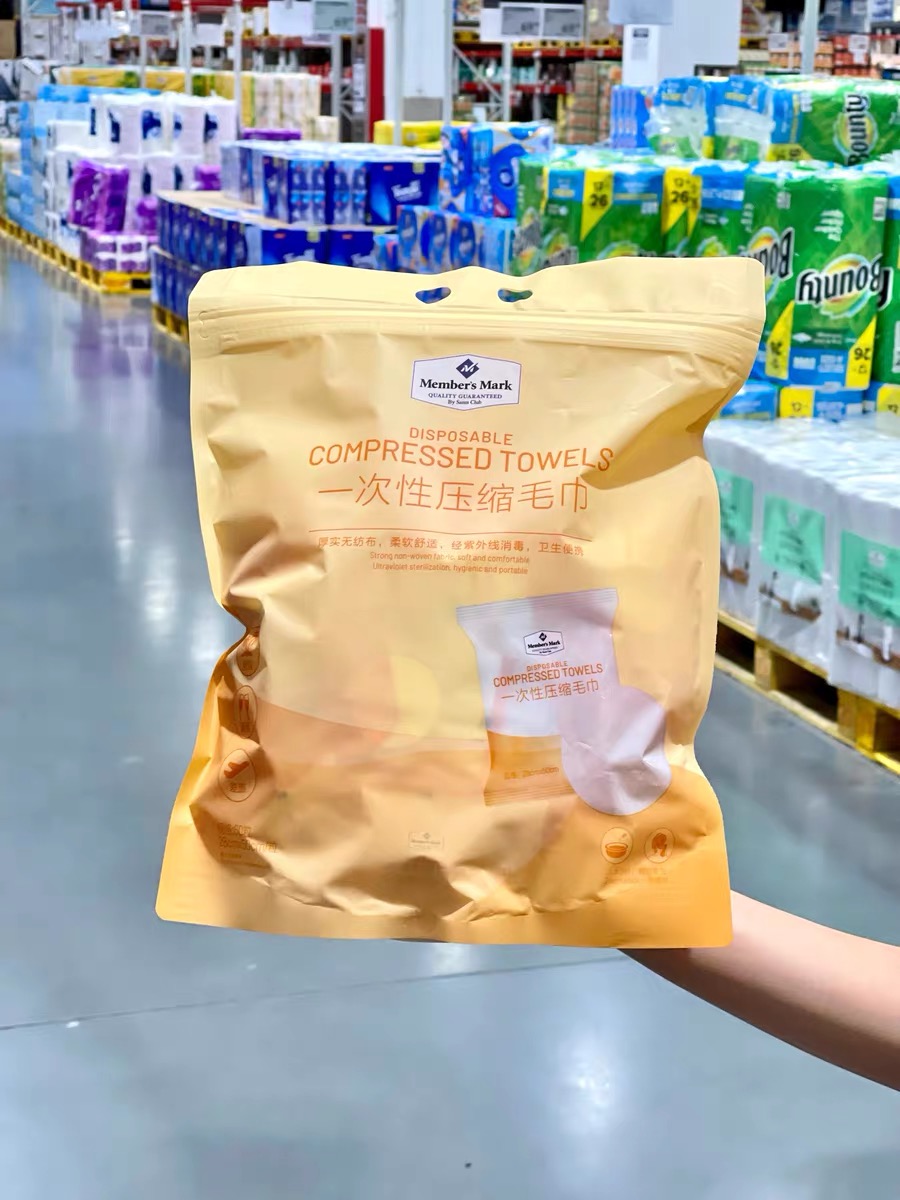 Bounty
Bounty
Bounty
Member's Mark
QUALITY GUARANTEED
By Sam's Club
DISPOSABLE
COMPRESSED TOWELS
一次性压缩毛巾
厚实无纺布，柔软舒适，经紫外线消毒，卫生便携
Strong non-woven fabric, soft and comfortable
Ultraviolet sterilization, hygienic and portable
Member's Mark
DISPOSABLE
COMPRESSED TOWELS
一次性压缩毛巾